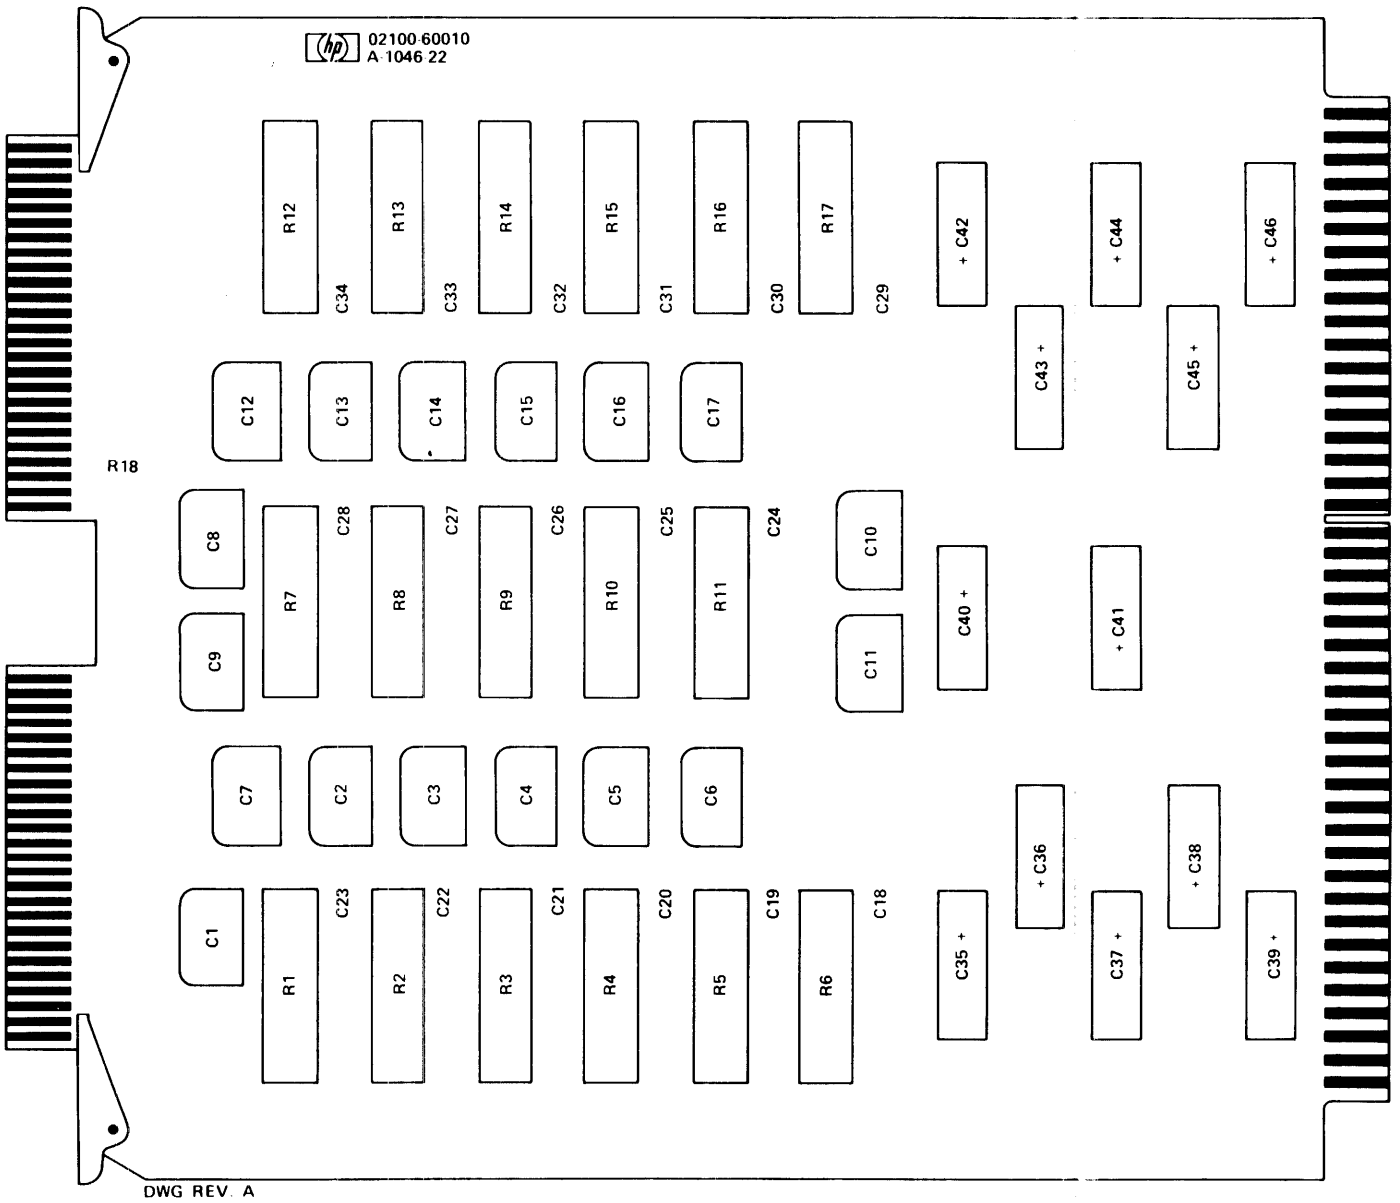 hp 02100-60010
A-1046-22
R12
R13
R14
R15
R16
R17
+ C42
+ C44
+ C46
C34
C33
C32
C31
C30
C29
C43 +
C45 +
C12
C13
C14
C15
C16
C17
R18
C8
C28
C27
C26
C25
C24
C10
R7
R8
R9
R10
R11
C40 +
+ C41
C9
C11
C7
C2
C3
C4
C5
C6
+ C36
+ C38
C1
C23
C22
C21
C20
C19
C18
R1
R2
R3
R4
R5
R6
C35 +
C37 +
C39 +
DWG REV. A